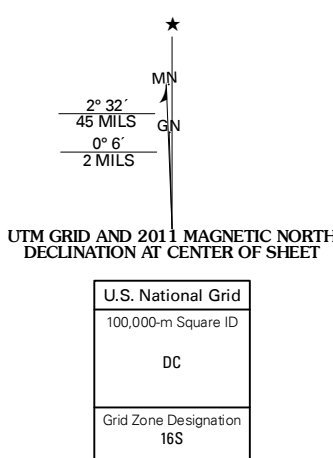 ★
MN
2° 32´
45 MILS
GN
0° 6´
2 MILS
UTM GRID AND 2011 MAGNETIC NORTH
DECLINATION AT CENTER OF SHEET
U.S. National Grid
100,000-m Square ID
DC
Grid Zone Designation
16S